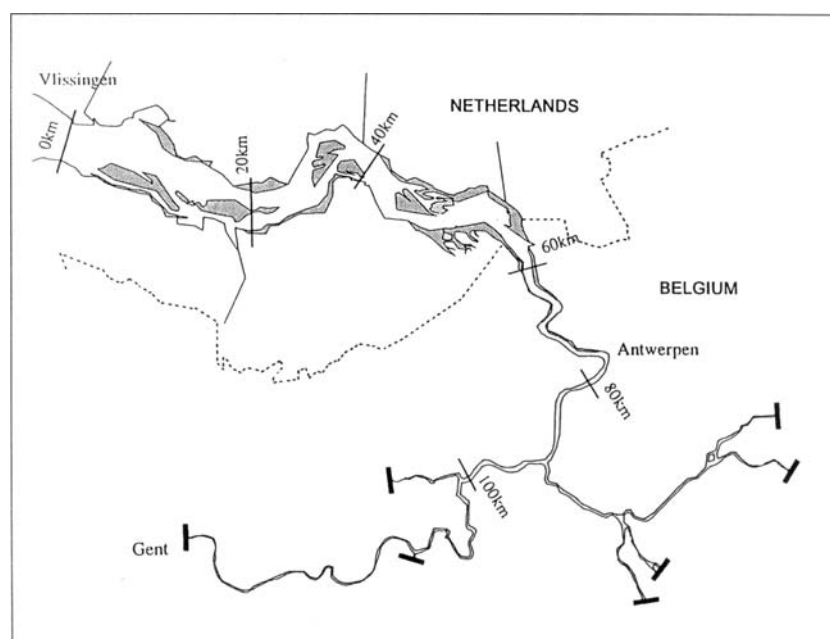 Vlissingen
0km
20km
40km
NETHERLANDS
60km
BELGIUM
Antwerpen
80km
100km
Gent